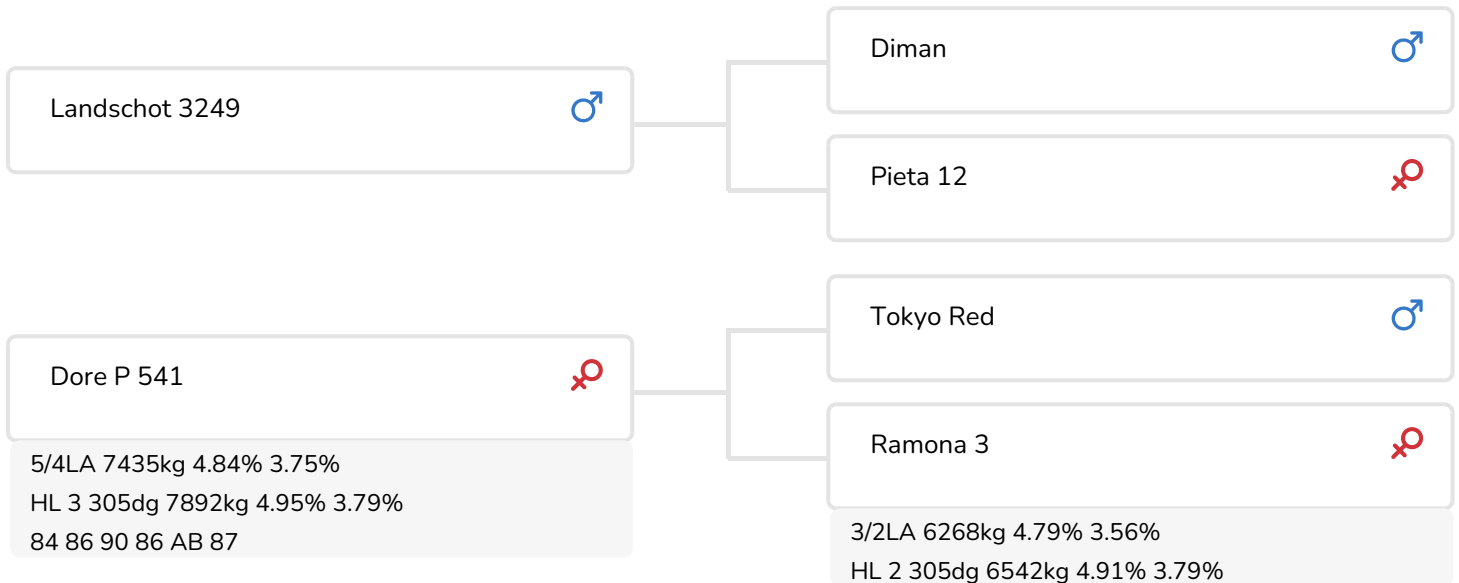 Landschot 3249
Dore P 541
5/4LA 7435kg 4.84% 3.75%
HL 3 305dg 7892kg 4.95% 3.79%
84 86 90 86 AB 87
Diman
Pieta 12
Tokyo Red
Ramona 3
3/2LA 6268kg 4.79% 3.56%
HL 2 305dg 6542kg 4.91% 3.79%